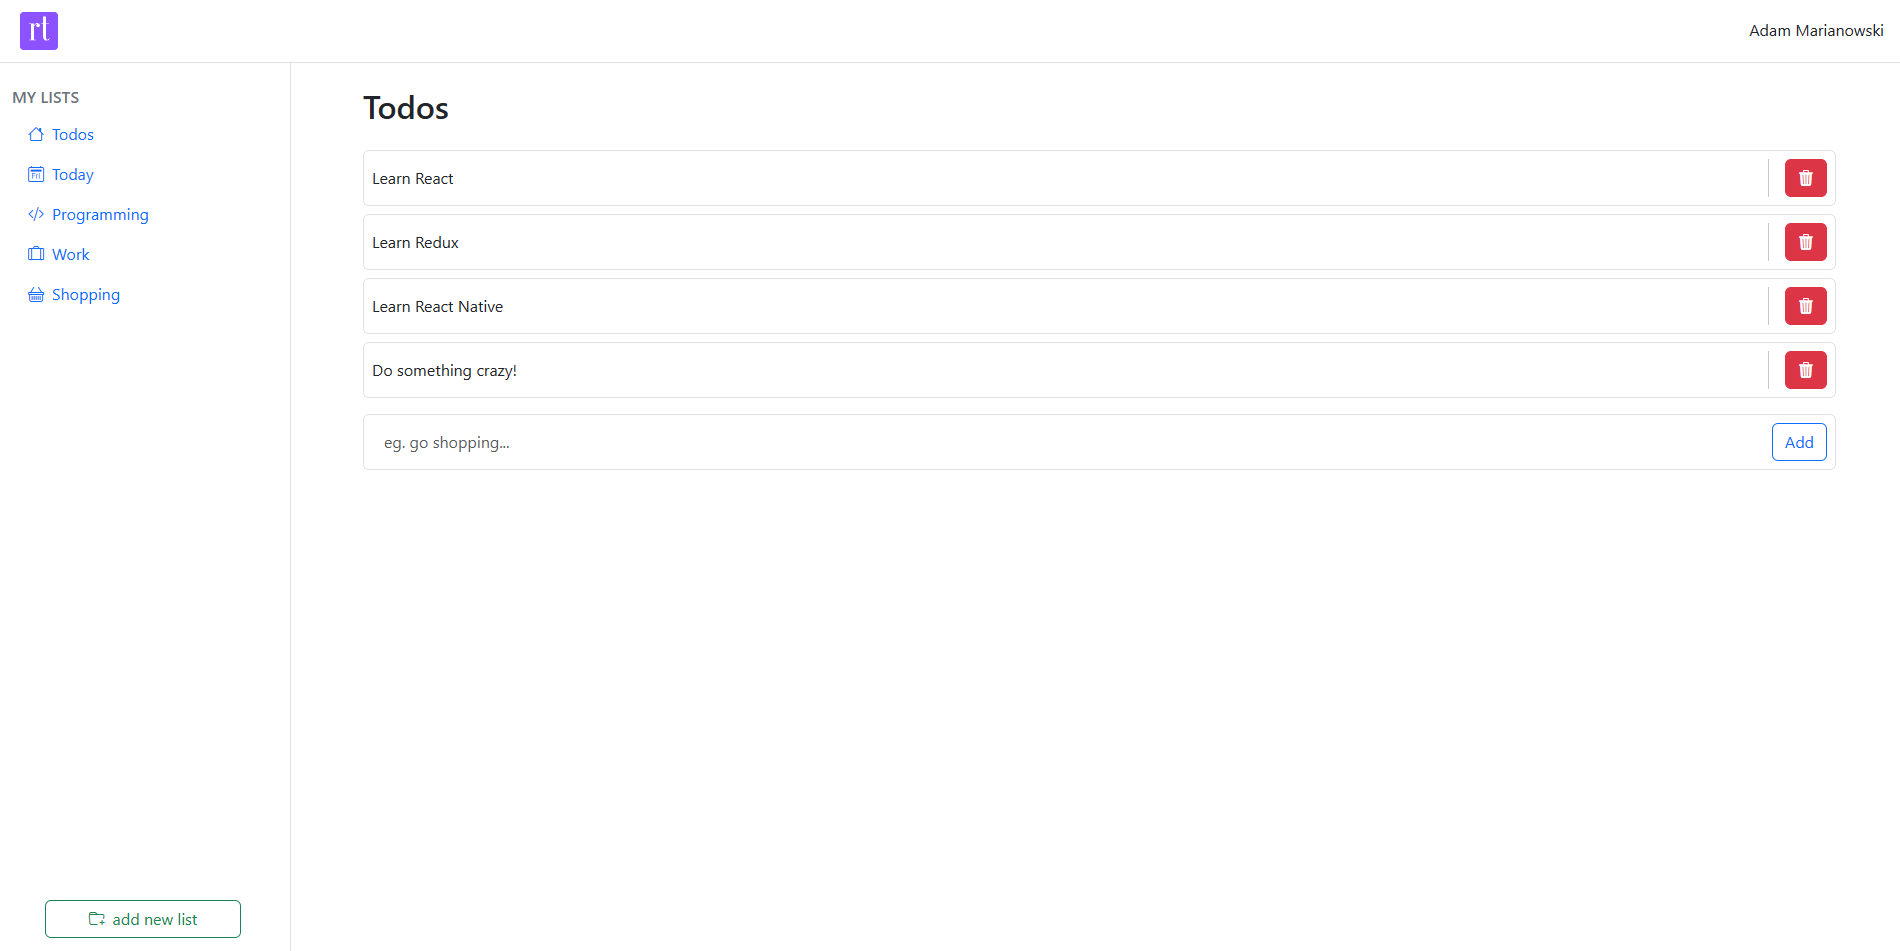 rt
Adam Marianowski
MY LISTS
Todos
Fri
Today
Programming
Work
Shopping
add new list
Todos
Learn React
Learn Redux
Learn React Native
Do something crazy!
eg. go shopping...
Add